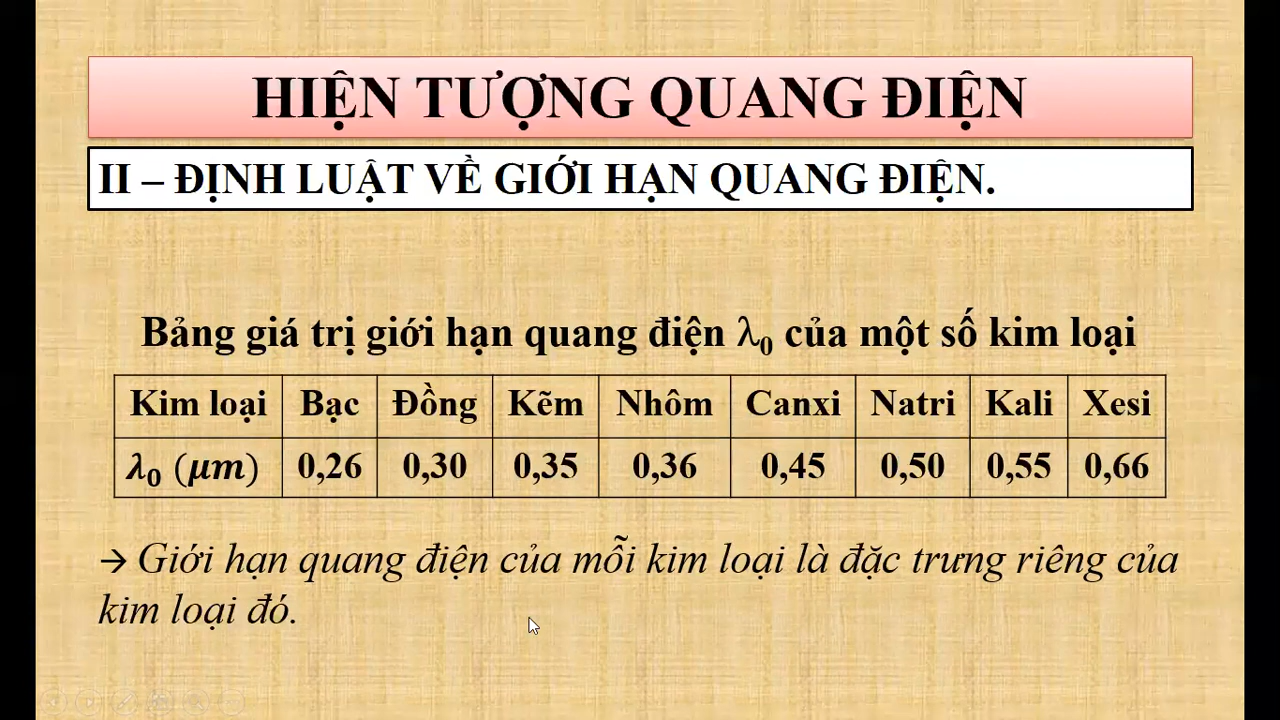 HIỆN TƯỢNG QUANG ĐIỆN
II – ĐỊNH LUẬT VỀ GIỚI HẠN QUANG ĐIỆN.
Bảng giá trị giới hạn quang điện λ₀ của một số kim loại
Kim loại Bạc Đồng Kẽm Nhôm Canxi Natri Kali Xesi
λ₀ (μm) 0,26 0,30 0,35 0,36 0,45 0,50 0,55 0,66
→ Giới hạn quang điện của mỗi kim loại là đặc trưng riêng của
kim loại đó.